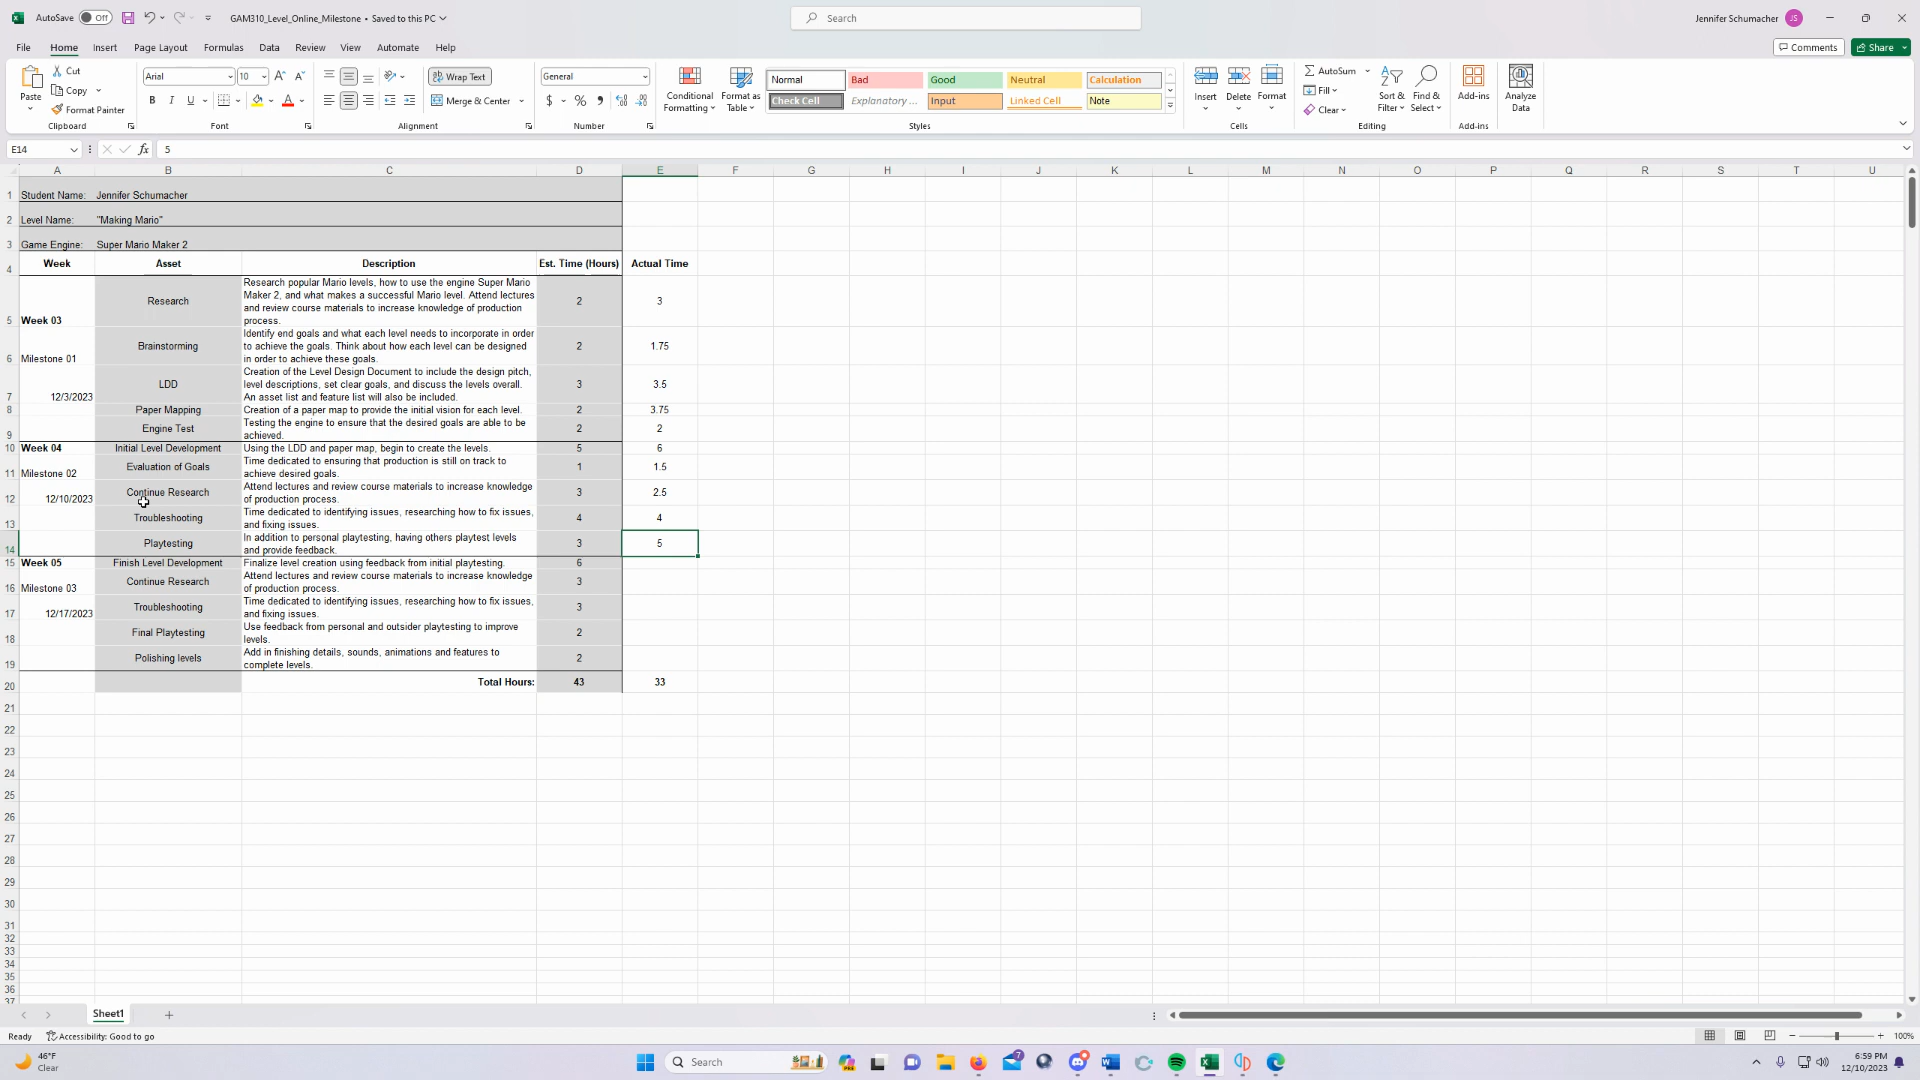 AutoSave Off GAM310_Level_Online_Milestone • Saved to this PC Search Jennifer Schumacher JS
File Home Insert Page Layout Formulas Data Review View Automate Help Comments Share
Paste Cut Copy Format Painter Clipboard
Arial 10 B I U Font
Wrap Text Merge & Center Alignment
General $ % Number
Conditional Formatting Format as Table
Normal Bad Good Neutral Calculation
Check Cell Explanatory ... Input Linked Cell Note
Styles
Insert Delete Format Cells
AutoSum Fill Clear Sort & Filter Find & Select Editing
Add-ins Add-ins
Analyze Data
E14 fx 5
A B C D E F G H I J K L M N O P Q R S T U
1 Student Name: Jennifer Schumacher
2 Level Name: "Making Mario"
3 Game Engine: Super Mario Maker 2
4 Week Asset Description Est. Time (Hours) Actual Time
5 Week 03 Research Research popular Mario levels, how to use the engine Super Mario
Maker 2, and what makes a successful Mario level. Attend lectures
and review course materials to increase knowledge of production
process. 2 3
6 Milestone 01 Brainstorming Identify end goals and what each level needs to incorporate in order
to achieve the goals. Think about how each level can be designed
in order to achieve these goals. 2 1.75
7 12/3/2023 LDD Creation of the Level Design Document to include the design pitch,
level descriptions, set clear goals, and discuss the levels overall.
An asset list and feature list will also be included. 3 3.5
8 Paper Mapping Creation of a paper map to provide the initial vision for each level. 2 3.75
9 Engine Test Testing the engine to ensure that the desired goals are able to be
achieved. 2 2
10 Week 04 Initial Level Development Using the LDD and paper map, begin to create the levels. 5 6
11 Milestone 02 Evaluation of Goals Time dedicated to ensuring that production is still on track to
achieve desired goals. 1 1.5
12 12/10/2023 Continue Research Attend lectures and review course materials to increase knowledge
of production process. 3 2.5
13 Troubleshooting Time dedicated to identifying issues, researching how to fix issues,
and fixing issues. 4 4
14 Playtesting In addition to personal playtesting, having others playtest levels
and provide feedback. 3 5
15 Week 05 Finish Level Development Finalize level creation using feedback from initial playtesting. 6
16 Milestone 03 Continue Research Attend lectures and review course materials to increase knowledge
of production process. 3
17 12/17/2023 Troubleshooting Time dedicated to identifying issues, researching how to fix issues,
and fixing issues. 3
18 Final Playtesting Use feedback from personal and outsider playtesting to improve
levels. 2
19 Polishing levels Add in finishing details, sounds, animations and features to
complete levels. 2
20 Total Hours: 43 33
21
22
23
24
25
26
27
28
29
30
31
32
33
34
35
36
37
Sheet1
Ready Accessibility: Good to go 100%
46°F
Clear
Search
7
6:59 PM
12/10/2023